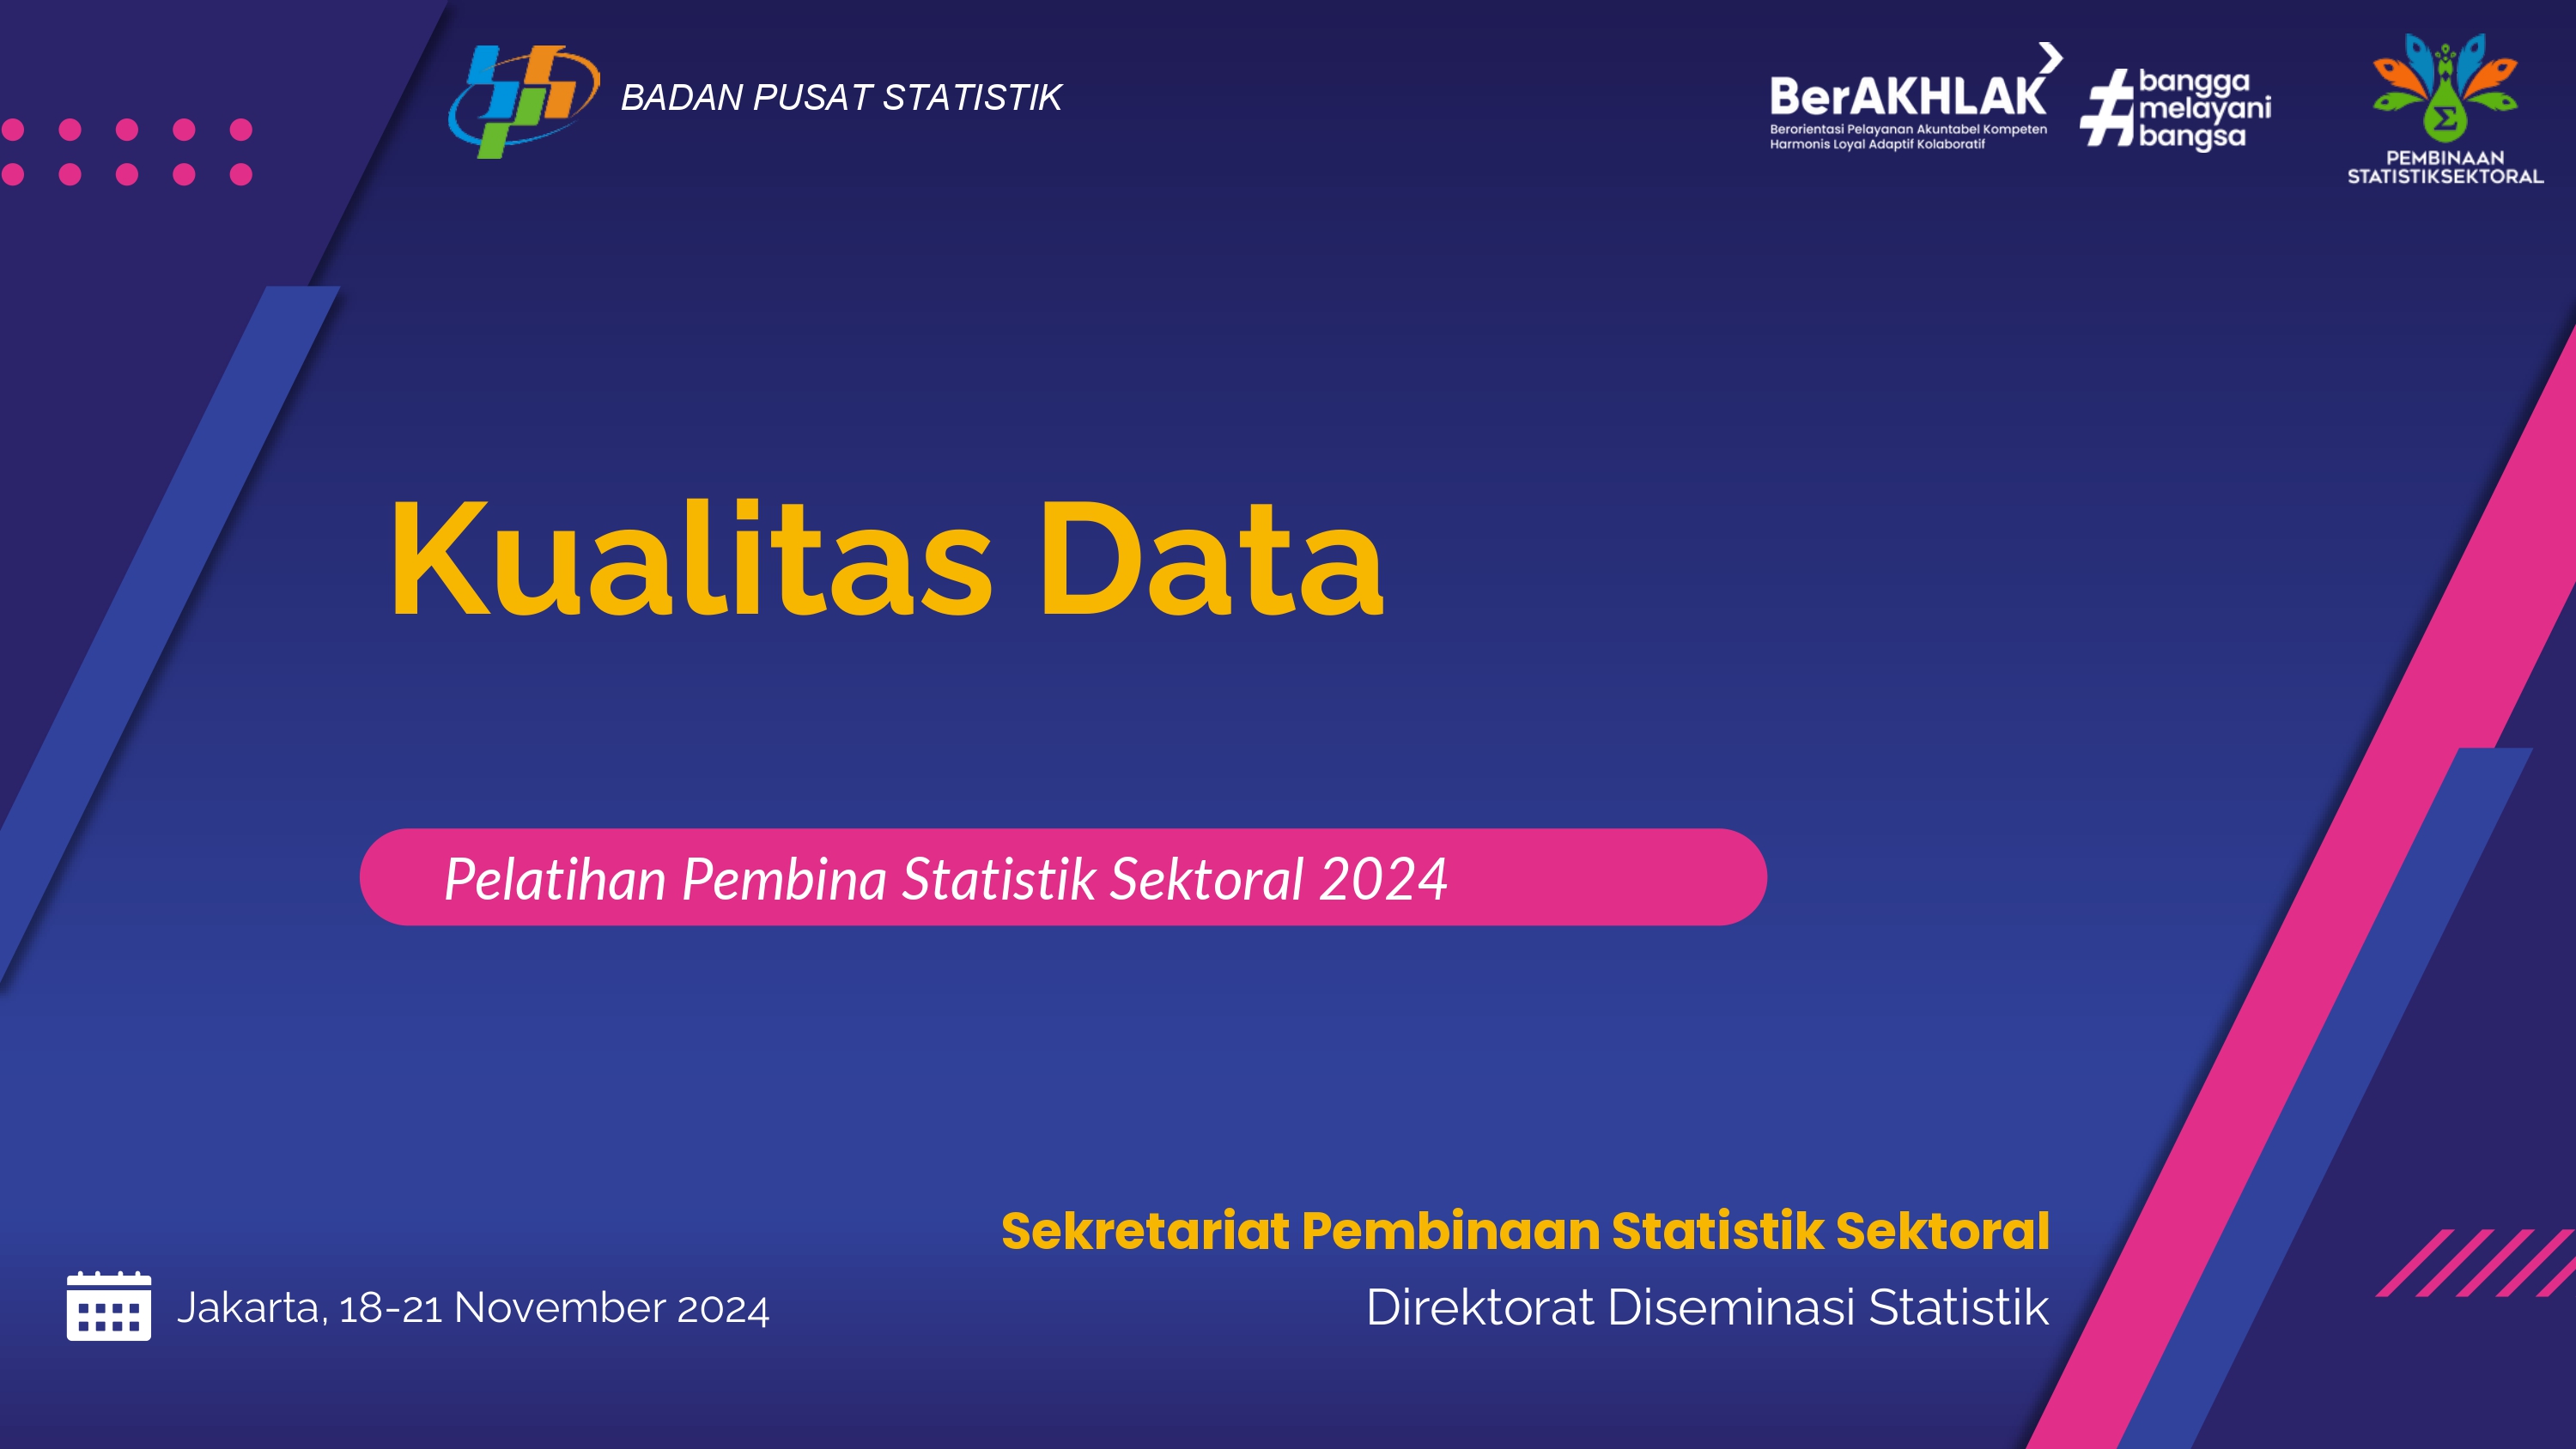 BADAN PUSAT STATISTIK
BerAKHLAK
Berorientasi Pelayanan Akuntabel Kompeten
Harmonis Loyal Adaptif Kolaboratif
#bangga
melayani
bangsa
PEMBINAAN
STATISTIKSEKTORAL
Kualitas Data
Pelatihan Pembina Statistik Sektoral 2024
Sekretariat Pembinaan Statistik Sektoral
Direktorat Diseminasi Statistik
Jakarta, 18-21 November 2024